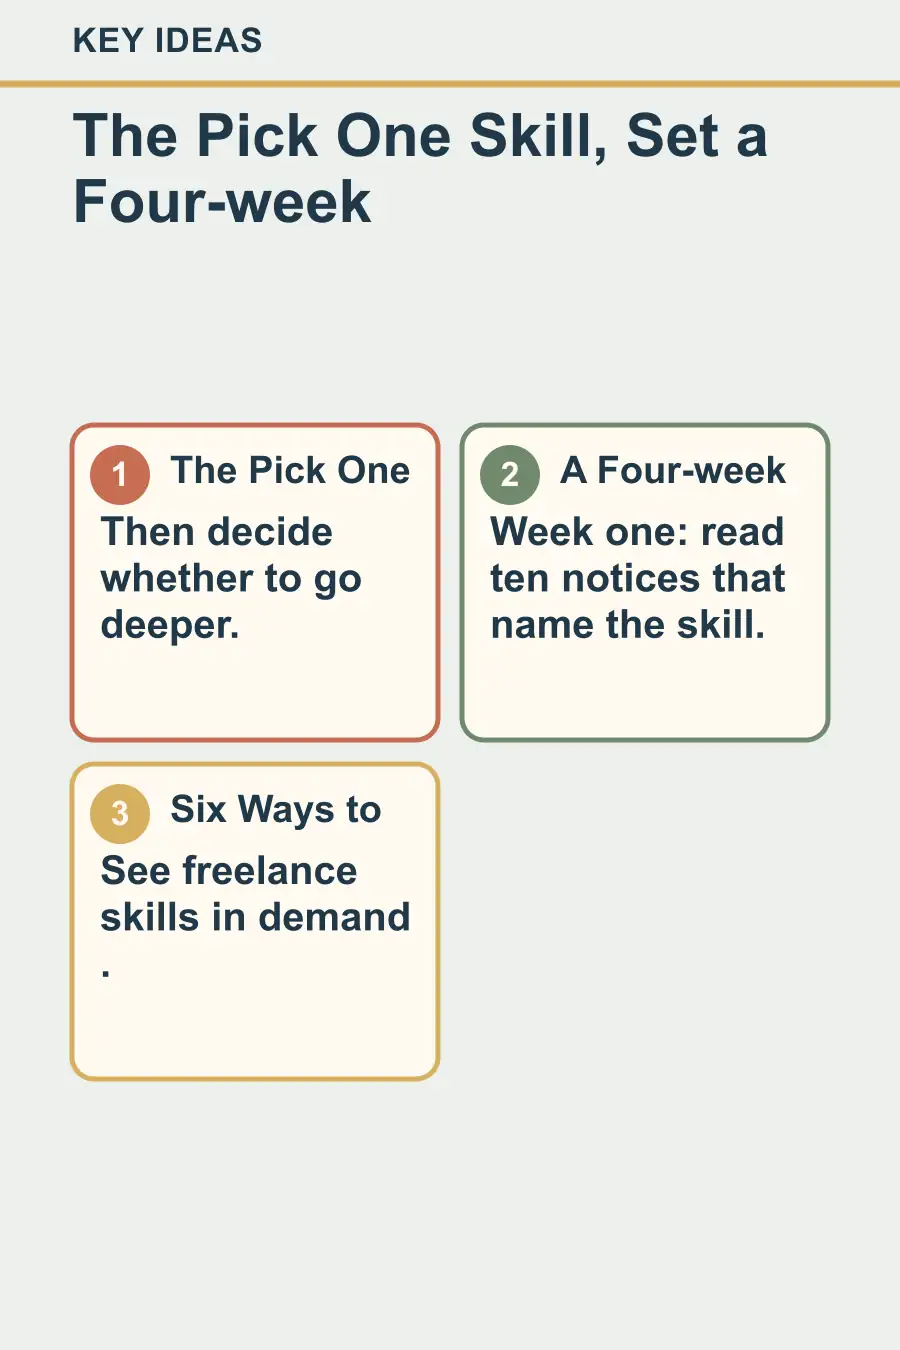 KEY IDEAS
The Pick One Skill, Set a
Four-week
1 The Pick One
Then decide
whether to go
deeper.
2 A Four-week
Week one: read
ten notices that
name the skill.
3 Six Ways to
See freelance
skills in demand
.